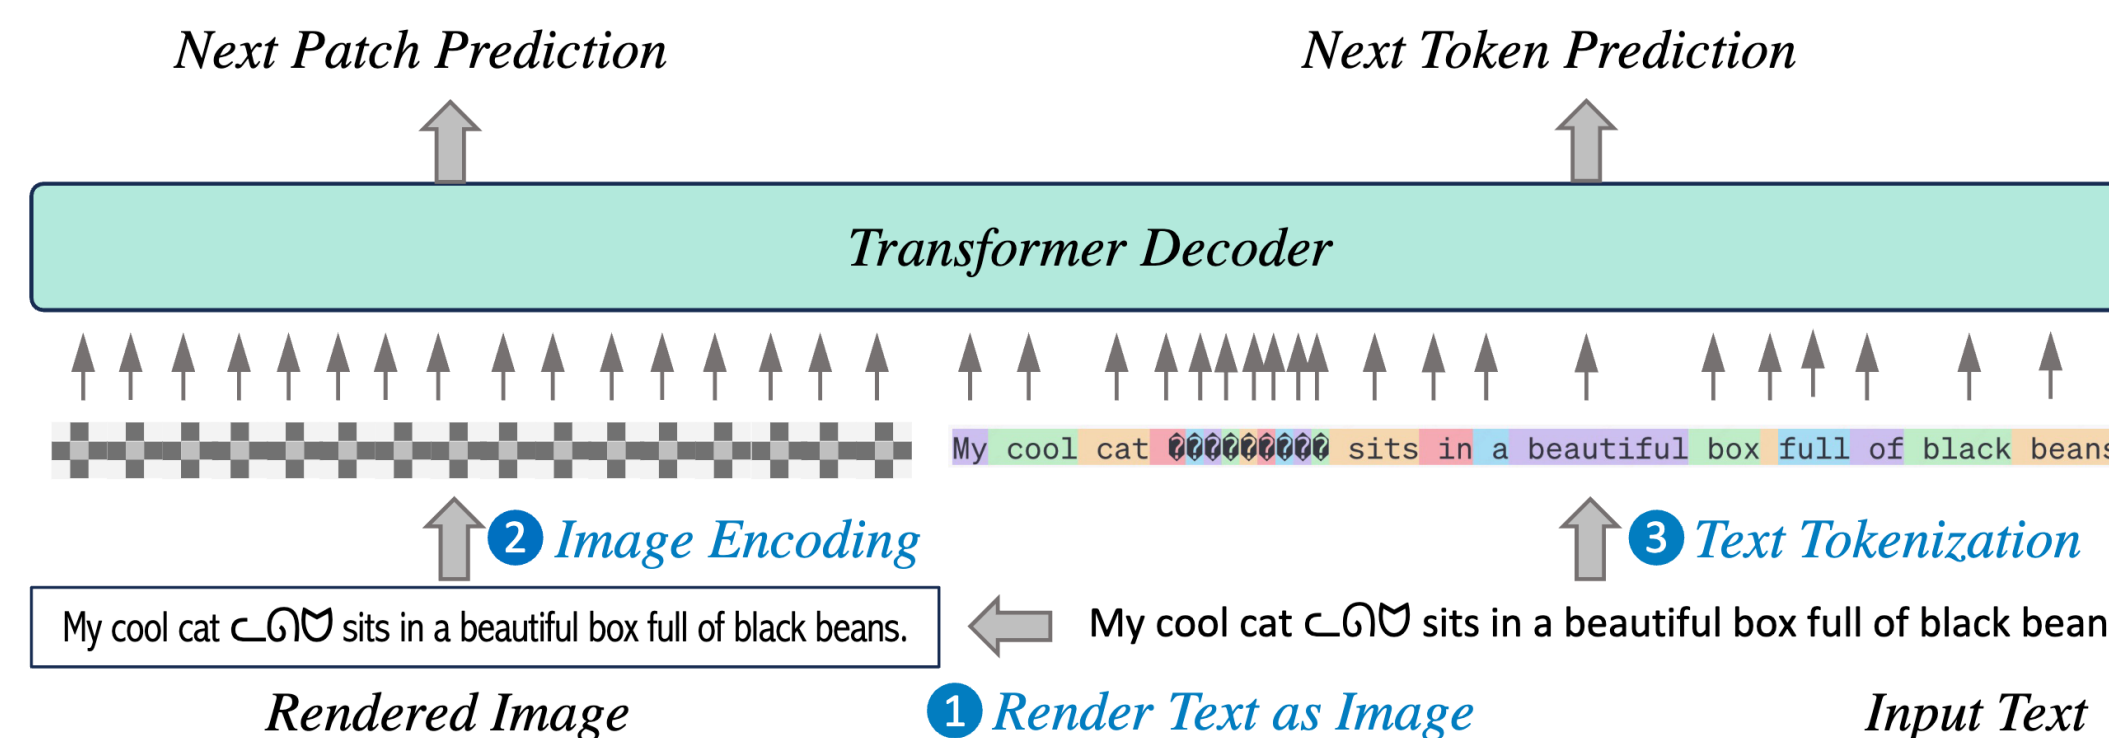 Next Patch Prediction
Next Token Prediction
Transformer Decoder
My cool cat ��������� sits in a beautiful box full of black beans
2 Image Encoding
3 Text Tokenization
My cool cat ᓚᘏᗢ sits in a beautiful box full of black beans.
My cool cat ᓚᘏᗢ sits in a beautiful box full of black bean
Rendered Image
1 Render Text as Image
Input Text